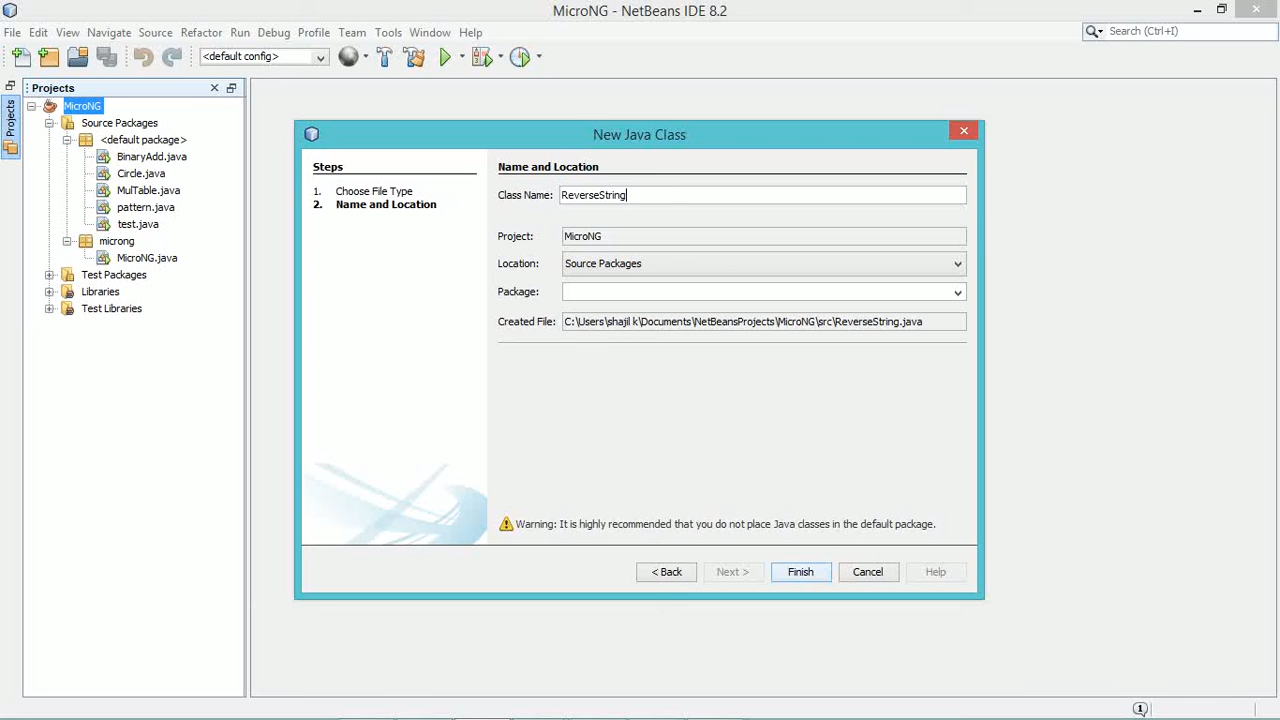 MicroNG - NetBeans IDE 8.2
File Edit View Navigate Source Refactor Run Debug Profile Team Tools Window Help
Search (Ctrl+I)
<default config>
Projects
Projects
MicroNG
Source Packages
<default package>
BinaryAdd.java
Circle.java
MulTable.java
pattern.java
test.java
microng
MicroNG.java
Test Packages
Libraries
Test Libraries
New Java Class
Steps
1. Choose File Type
2. Name and Location
Name and Location
Class Name: ReverseString
Project: MicroNG
Location: Source Packages
Package:
Created File: C:\Users\shajil k\Documents\NetBeansProjects\MicroNG\src\ReverseString.java
Warning: It is highly recommended that you do not place Java classes in the default package.
< Back Next > Finish Cancel Help
1